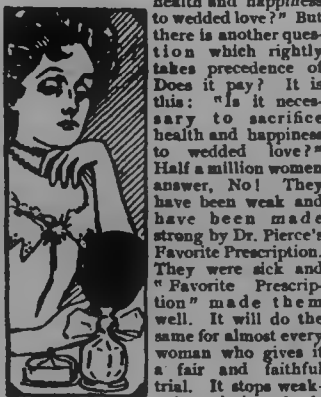 health and happiness
to wedded love?" But
there is another ques-
tion which rightly
takes precedence of
Does it pay? It is
this: "Is it neces-
sary to sacrifice
health and happiness
to wedded love?"
Half a million women
answer, No! They
have been weak and
have been made
strong by Dr. Pierce's
Favorite Prescription.
They were sick and
"Favorite Prescrip-
tion" made them
well. It will do the
same for almost every
woman who gives it
a fair and faithful
trial. It stops weak-